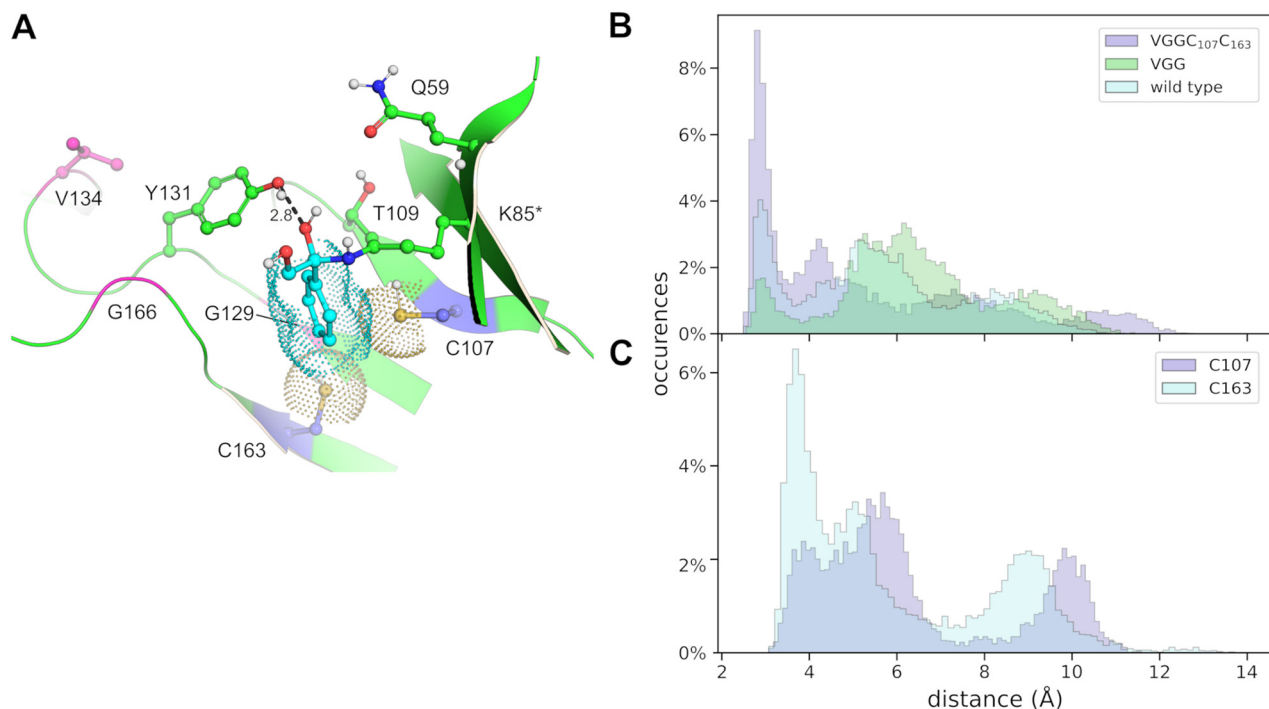 A
Q59
V134
Y131
2.8
T109
K85*
G166
G129
C107
C163
B
VGGC₁₀₇C₁₆₃
VGG
wild type
8%
6%
4%
2%
0%
occurences
C
C107
C163
6%
4%
2%
0%
2 4 6 8 10 12 14
distance (Å)